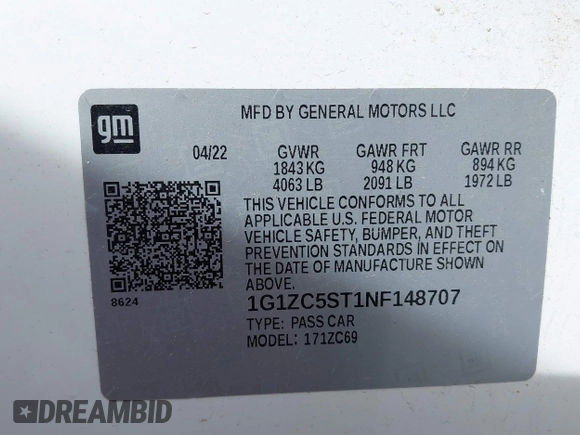 gm
MFD BY GENERAL MOTORS LLC
04/22 GVWR GAWR FRT GAWR RR
1843 KG 948 KG 894 KG
4063 LB 2091 LB 1972 LB
THIS VEHICLE CONFORMS TO ALL
APPLICABLE U.S. FEDERAL MOTOR
VEHICLE SAFETY, BUMPER, AND THEFT
PREVENTION STANDARDS IN EFFECT ON
THE DATE OF MANUFACTURE SHOWN
ABOVE.
8624
1G1ZC5ST1NF148707
TYPE: PASS CAR
MODEL: 171ZC69
DREAMBID